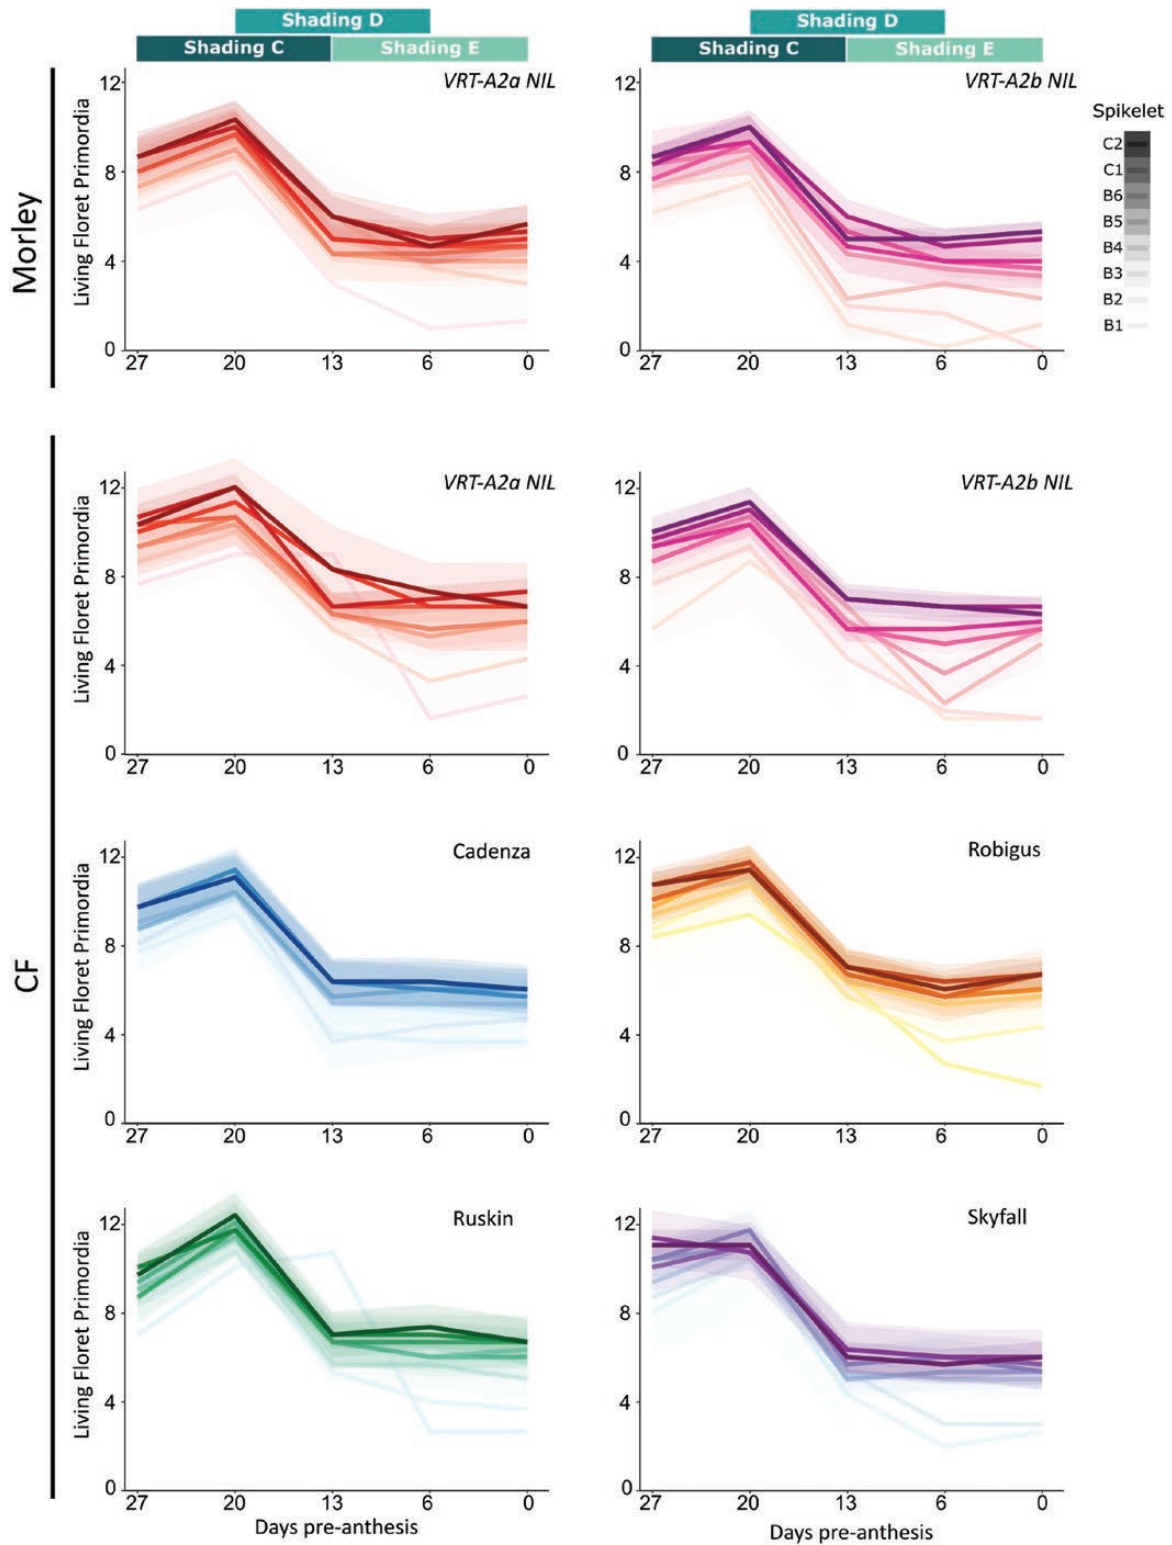 Shading D Shading D
Shading C Shading E Shading C Shading E
Morley
Living Floret Primordia
12
8
4
0
27 20 13 6 0
VRT-A2a NIL
12
8
4
0
27 20 13 6 0
VRT-A2b NIL
Spikelet
C2
C1
B6
B5
B4
B3
B2
B1
CF
Living Floret Primordia
12
8
4
0
27 20 13 6 0
VRT-A2a NIL
12
8
4
0
27 20 13 6 0
VRT-A2b NIL
Living Floret Primordia
12
8
4
0
27 20 13 6 0
Cadenza
12
8
4
0
27 20 13 6 0
Robigus
Living Floret Primordia
12
8
4
0
27 20 13 6 0
Days pre-anthesis
Ruskin
12
8
4
0
27 20 13 6 0
Days pre-anthesis
Skyfall